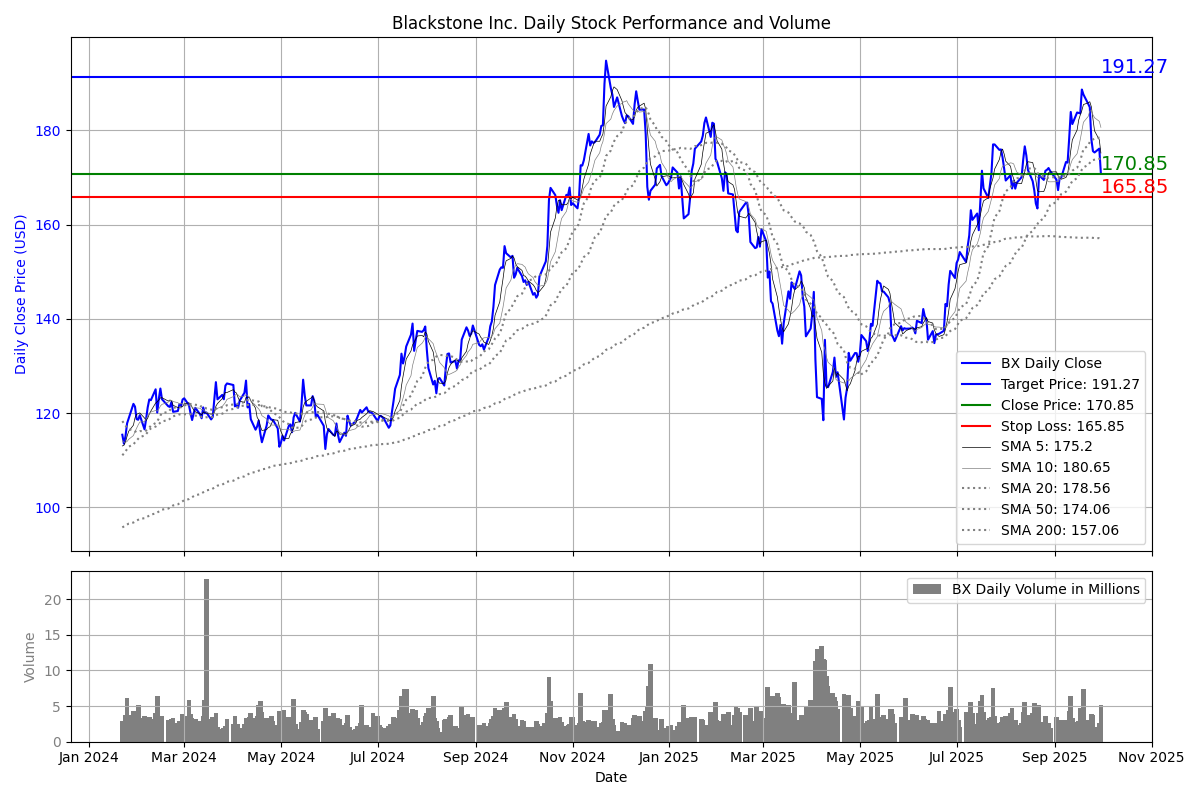 Blackstone Inc. Daily Stock Performance and Volume
Daily Close Price (USD)
180
160
140
120
100
191.27
170.85
165.85
BX Daily Close
Target Price: 191.27
Close Price: 170.85
Stop Loss: 165.85
SMA 5: 175.2
SMA 10: 180.65
SMA 20: 178.56
SMA 50: 174.06
SMA 200: 157.06
Volume
20
15
10
5
0
BX Daily Volume in Millions
Jan 2024
Mar 2024
May 2024
Jul 2024
Sep 2024
Nov 2024
Jan 2025
Mar 2025
May 2025
Jul 2025
Sep 2025
Nov 2025
Date